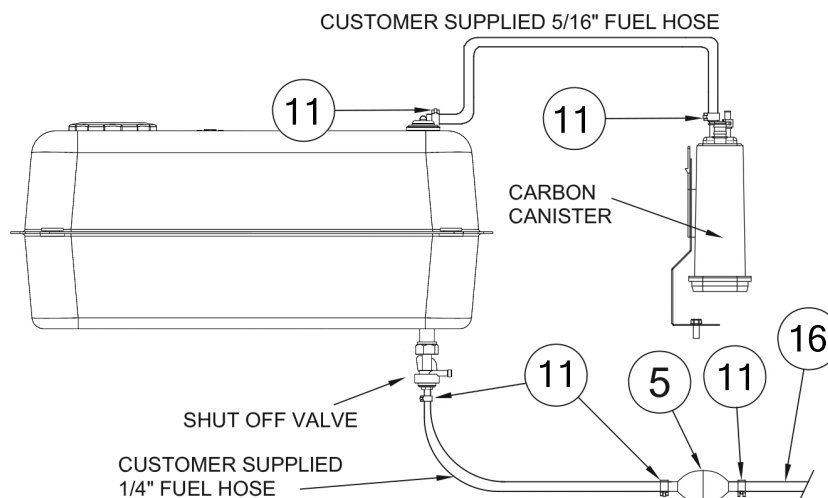 CUSTOMER SUPPLIED 5/16" FUEL HOSE
11
11
CARBON
CANISTER
16
11
5
11
SHUT OFF VALVE
CUSTOMER SUPPLIED
1/4" FUEL HOSE